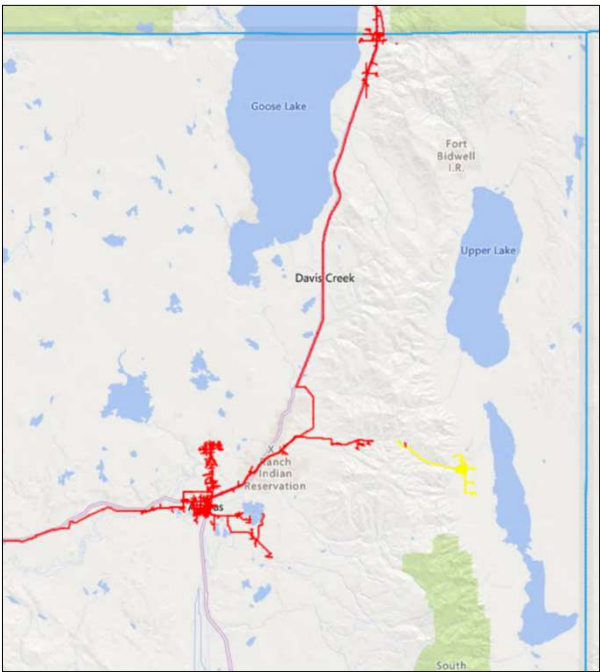 Goose Lake
Fort
Bidwell
I.R.
Upper Lake
Davis Creek
Ranch
Indian
Reservation
South